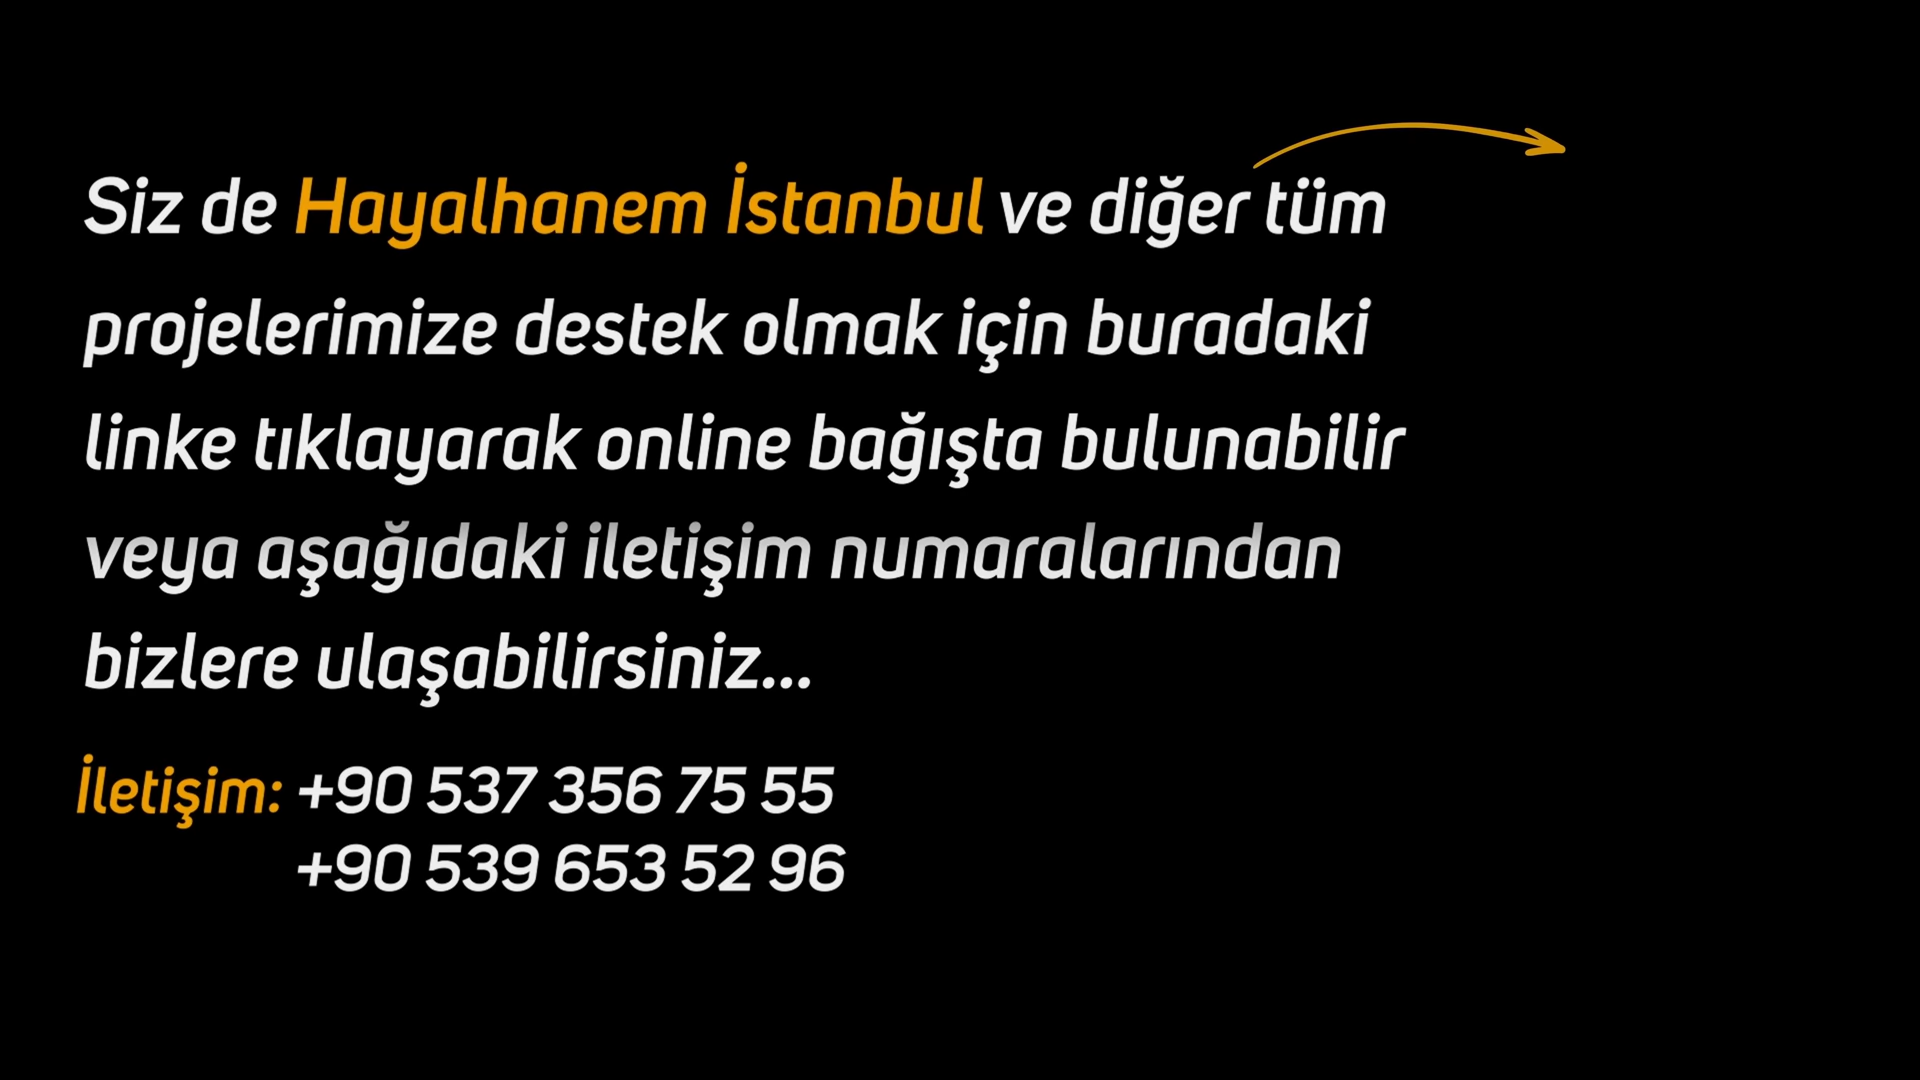 Siz de Hayalhanem İstanbul ve diğer tüm
projelerimize destek olmak için buradaki
linke tıklayarak online bağışta bulunabilir
veya aşağıdaki iletişim numaralarından
bizlere ulaşabilirsiniz...
İletişim: +90 537 356 75 55
+90 539 653 52 96